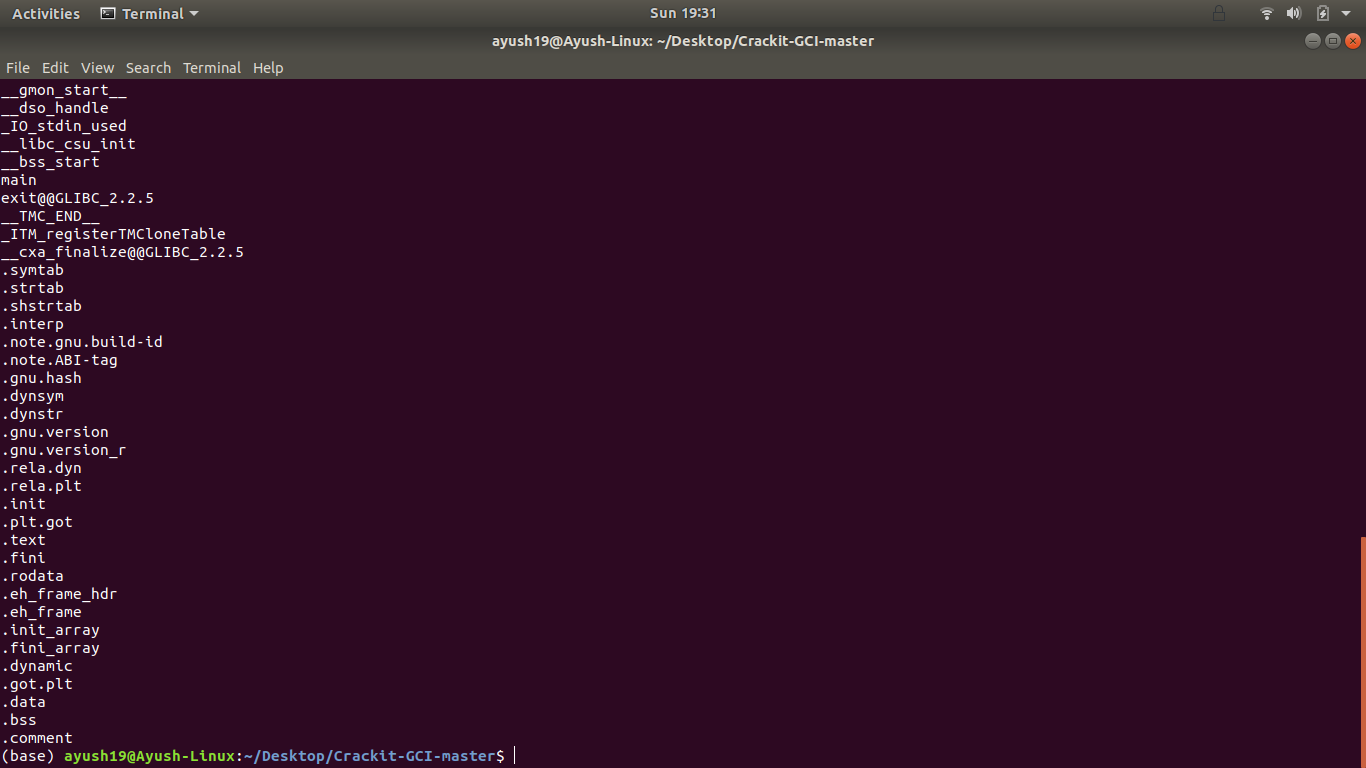 Activities Terminal Sun 19:31
ayush19@Ayush-Linux: ~/Desktop/Crackit-GCI-master
File Edit View Search Terminal Help
__gmon_start__
__dso_handle
_IO_stdin_used
__libc_csu_init
__bss_start
main
exit@@GLIBC_2.2.5
__TMC_END__
_ITM_registerTMCloneTable
__cxa_finalize@@GLIBC_2.2.5
.symtab
.strtab
.shstrtab
.interp
.note.gnu.build-id
.note.ABI-tag
.gnu.hash
.dynsym
.dynstr
.gnu.version
.gnu.version_r
.rela.dyn
.rela.plt
.init
.plt.got
.text
.fini
.rodata
.eh_frame_hdr
.eh_frame
.init_array
.fini_array
.dynamic
.got.plt
.data
.bss
.comment
(base) ayush19@Ayush-Linux:~/Desktop/Crackit-GCI-master$